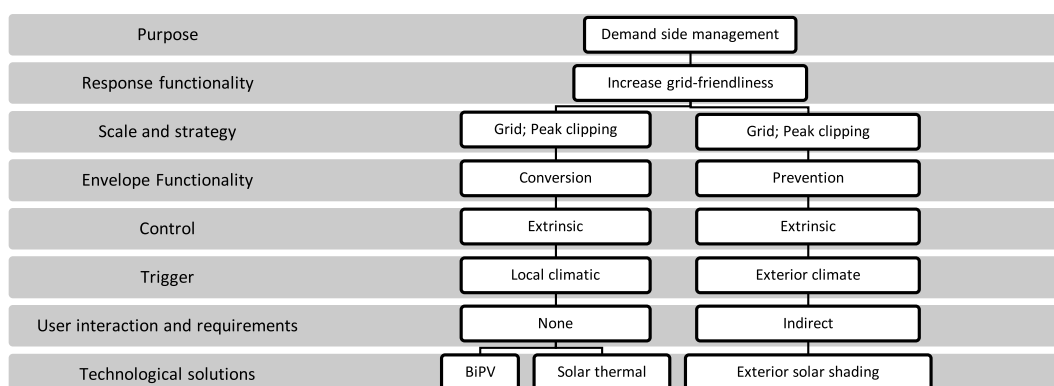 Purpose
Demand side management
Response functionality
Increase grid-friendliness
Scale and strategy
Grid; Peak clipping
Grid; Peak clipping
Envelope Functionality
Conversion
Prevention
Control
Extrinsic
Extrinsic
Trigger
Local climatic
Exterior climate
User interaction and requirements
None
Indirect
Technological solutions
BiPV
Solar thermal
Exterior solar shading